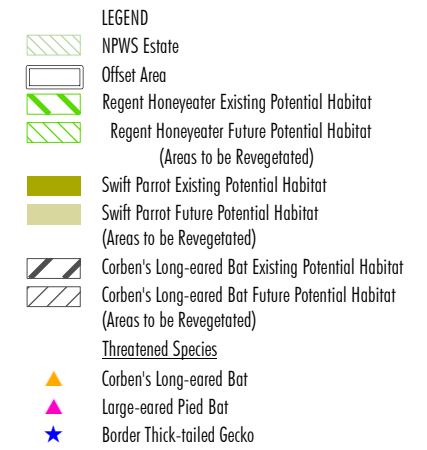 LEGEND
NPWS Estate
Offset Area
Regent Honeyeater Existing Potential Habitat
Regent Honeyeater Future Potential Habitat
(Areas to be Revegetated)
Swift Parrot Existing Potential Habitat
Swift Parrot Future Potential Habitat
(Areas to be Revegetated)
Corben's Long-eared Bat Existing Potential Habitat
Corben's Long-eared Bat Future Potential Habitat
(Areas to be Revegetated)
Threatened Species
Corben's Long-eared Bat
Large-eared Pied Bat
Border Thick-tailed Gecko